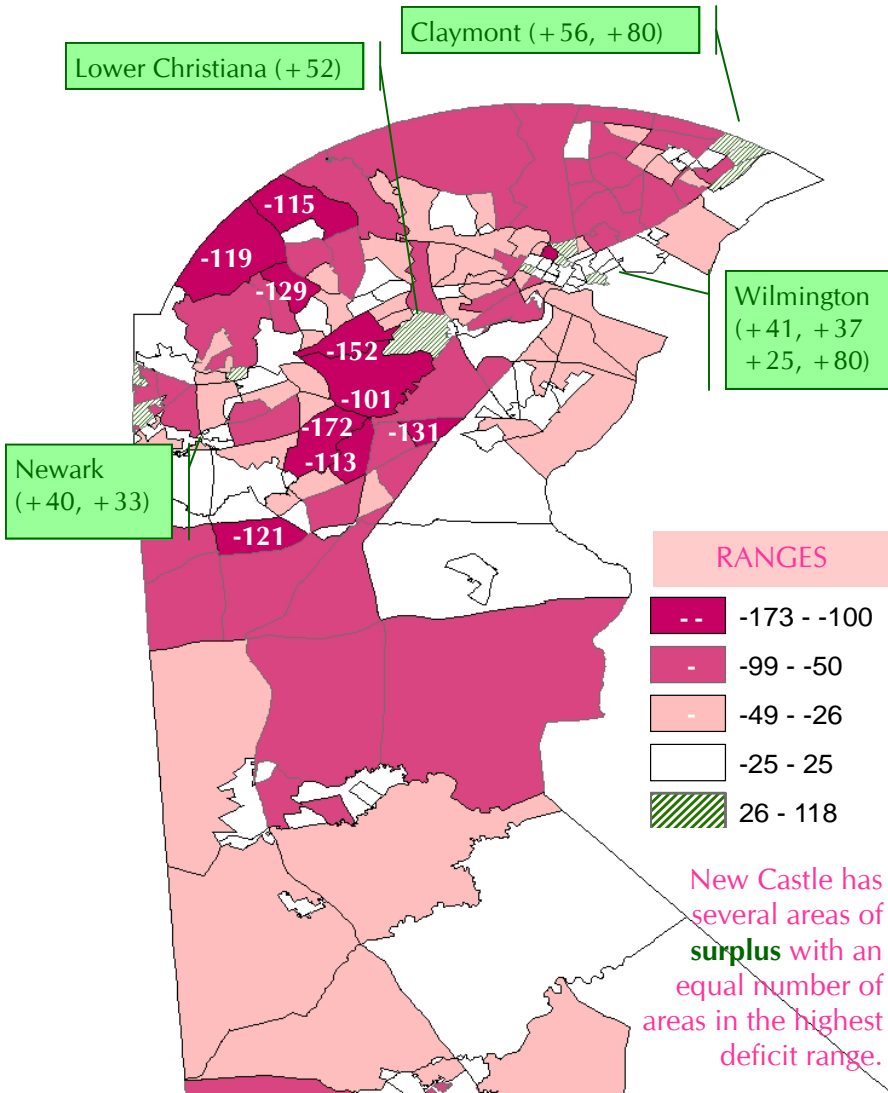 Claymont (+56, +80)
Lower Christiana (+52)
-115
-119
-129
Wilmington
(+41, +37
+25, +80)
-152
-101
-172
-131
-113
Newark
(+40, +33)
-121
RANGES
- - -173 - -100
- -99 - -50
- -49 - -26
-25 - 25
26 - 118
New Castle has
several areas of
surplus with an
equal number of
areas in the highest
deficit range.